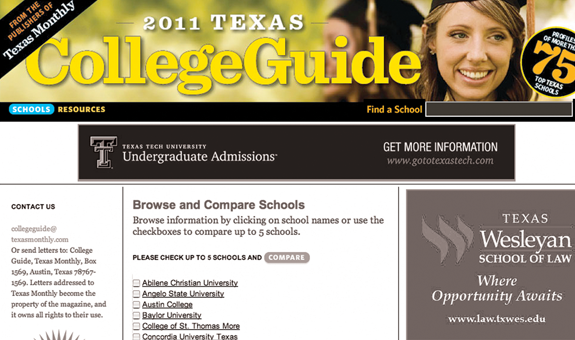 FROM THE
PUBLISHERS OF
Texas Monthly
2011 TEXAS
CollegeGuide
PROFILES
OF MORE THAN
75
TOP TEXAS
SCHOOLS
SCHOOLS RESOURCES
Find a School
TEXAS TECH UNIVERSITY
Undergraduate Admissions
GET MORE INFORMATION
www.gototexastech.com
CONTACT US
collegeguide@
texasmonthly.com
Or send letters to: College
Guide, Texas Monthly, Box
1569, Austin, Texas 78767-
1569. Letters addressed to
Texas Monthly become the
property of the magazine, and
it owns all rights to their use.
Browse and Compare Schools
Browse information by clicking on school names or use the
checkboxes to compare up to 5 schools.
PLEASE CHECK UP TO 5 SCHOOLS AND COMPARE
Abilene Christian University
Angelo State University
Austin College
Baylor University
College of St. Thomas More
Concordia University Texas
TEXAS
Wesleyan
SCHOOL OF LAW
Where
Opportunity Awaits
www.law.txwes.edu